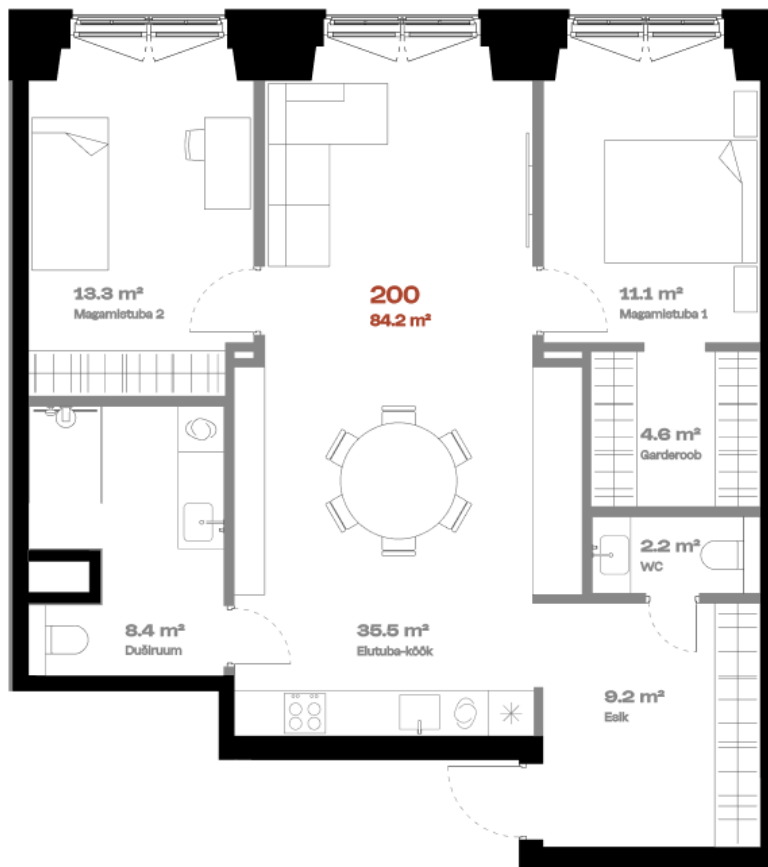 13.3 m²
Magamistuba 2
200
84.2 m²
11.1 m²
Magamistuba 1
4.6 m²
Garderoob
2.2 m²
WC
8.4 m²
Duširuum
35.5 m²
Elutuba-köök
9.2 m²
Esik